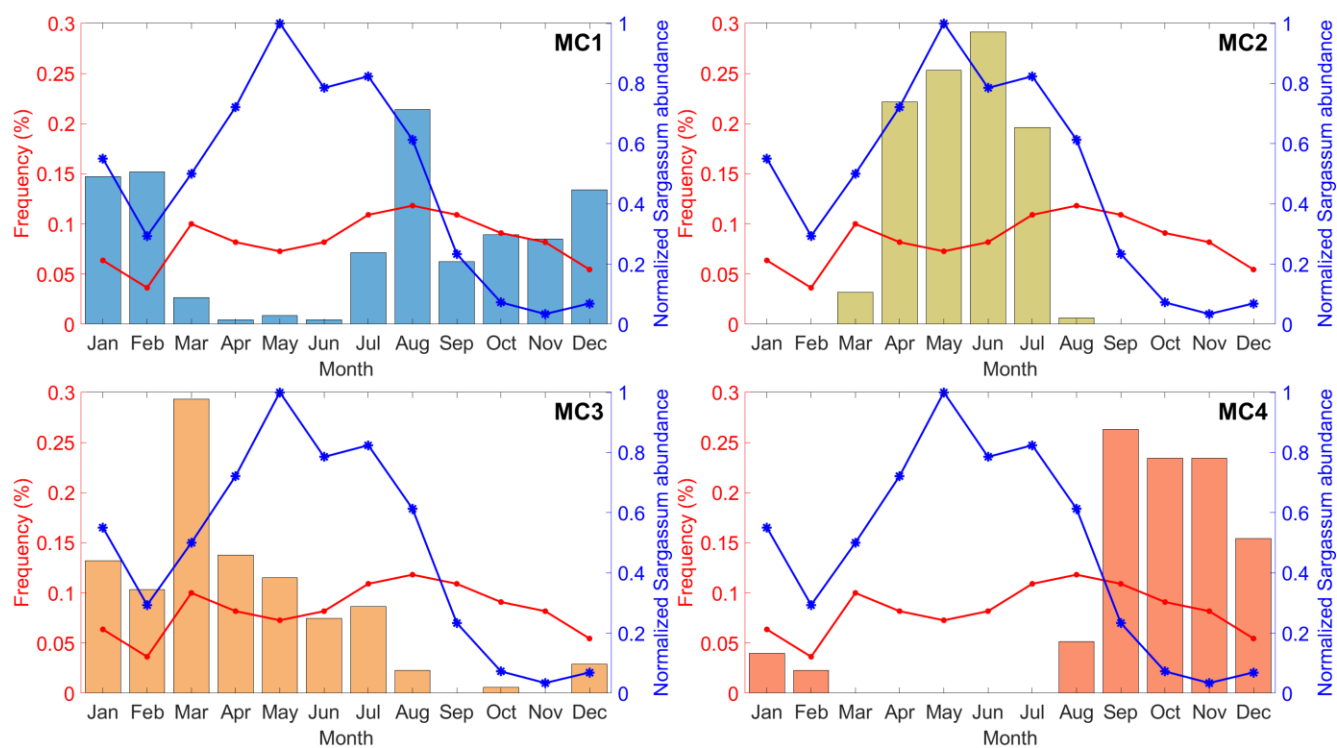 MC1
0.3
0.25
0.2
0.15
0.1
0.05
0
Frequency (%)
1
0.8
0.6
0.4
0.2
0
Normalized Sargassum abundance
Jan Feb Mar Apr May Jun Jul Aug Sep Oct Nov Dec
Month
MC2
0.3
0.25
0.2
0.15
0.1
0.05
0
Frequency (%)
1
0.8
0.6
0.4
0.2
0
Normalized Sargassum abundance
Jan Feb Mar Apr May Jun Jul Aug Sep Oct Nov Dec
Month
MC3
0.3
0.25
0.2
0.15
0.1
0.05
0
Frequency (%)
1
0.8
0.6
0.4
0.2
0
Normalized Sargassum abundance
Jan Feb Mar Apr May Jun Jul Aug Sep Oct Nov Dec
Month
MC4
0.3
0.25
0.2
0.15
0.1
0.05
0
Frequency (%)
1
0.8
0.6
0.4
0.2
0
Normalized Sargassum abundance
Jan Feb Mar Apr May Jun Jul Aug Sep Oct Nov Dec
Month